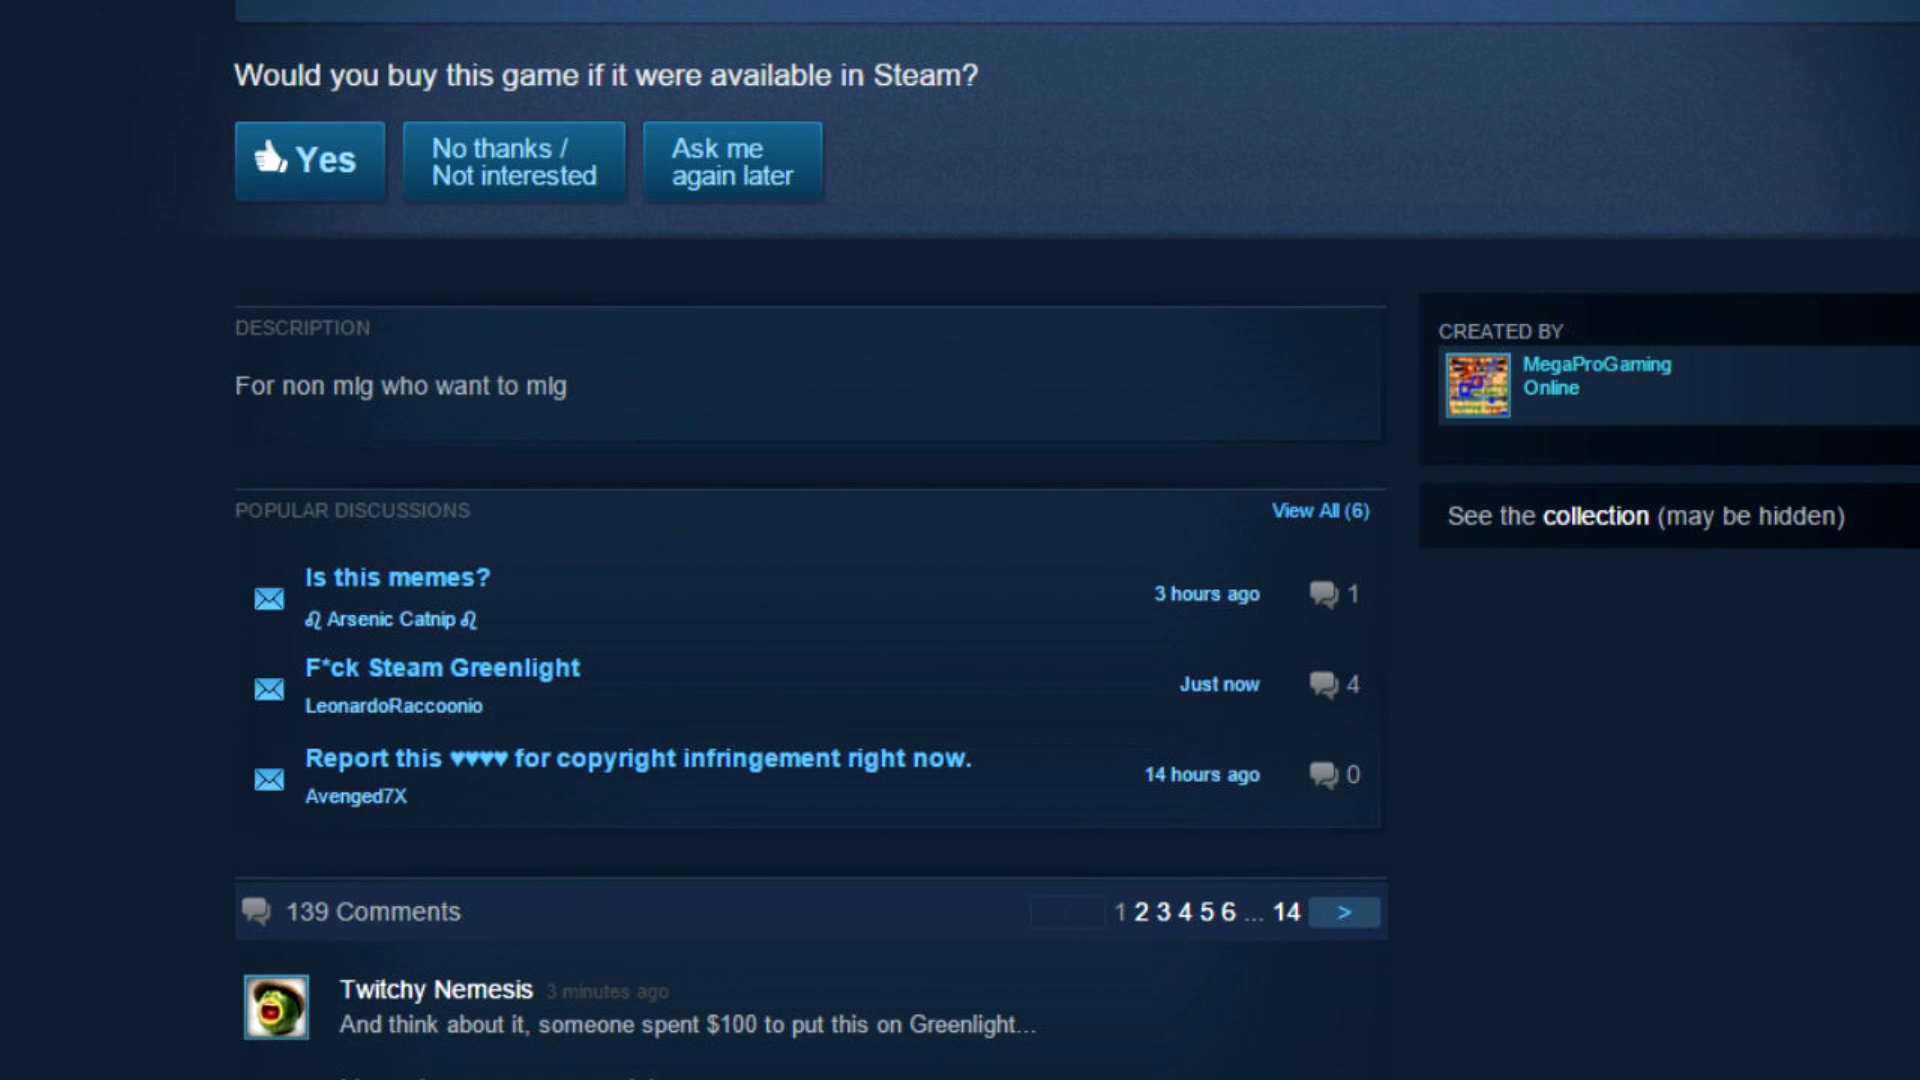 Would you buy this game if it were available in Steam?
Yes
No thanks /
Not interested
Ask me
again later
DESCRIPTION
For non mlg who want to mlg
CREATED BY
MegaProGaming
Online
See the collection (may be hidden)
POPULAR DISCUSSIONS
View All (6)
Is this memes?
♌ Arsenic Catnip ♌
3 hours ago
1
F*ck Steam Greenlight
LeonardoRaccoonio
Just now
4
Report this ♥♥♥♥ for copyright infringement right now.
Avenged7X
14 hours ago
0
139 Comments
1 2 3 4 5 6 ... 14 >
Twitchy Nemesis 3 minutes ago
And think about it, someone spent $100 to put this on Greenlight...